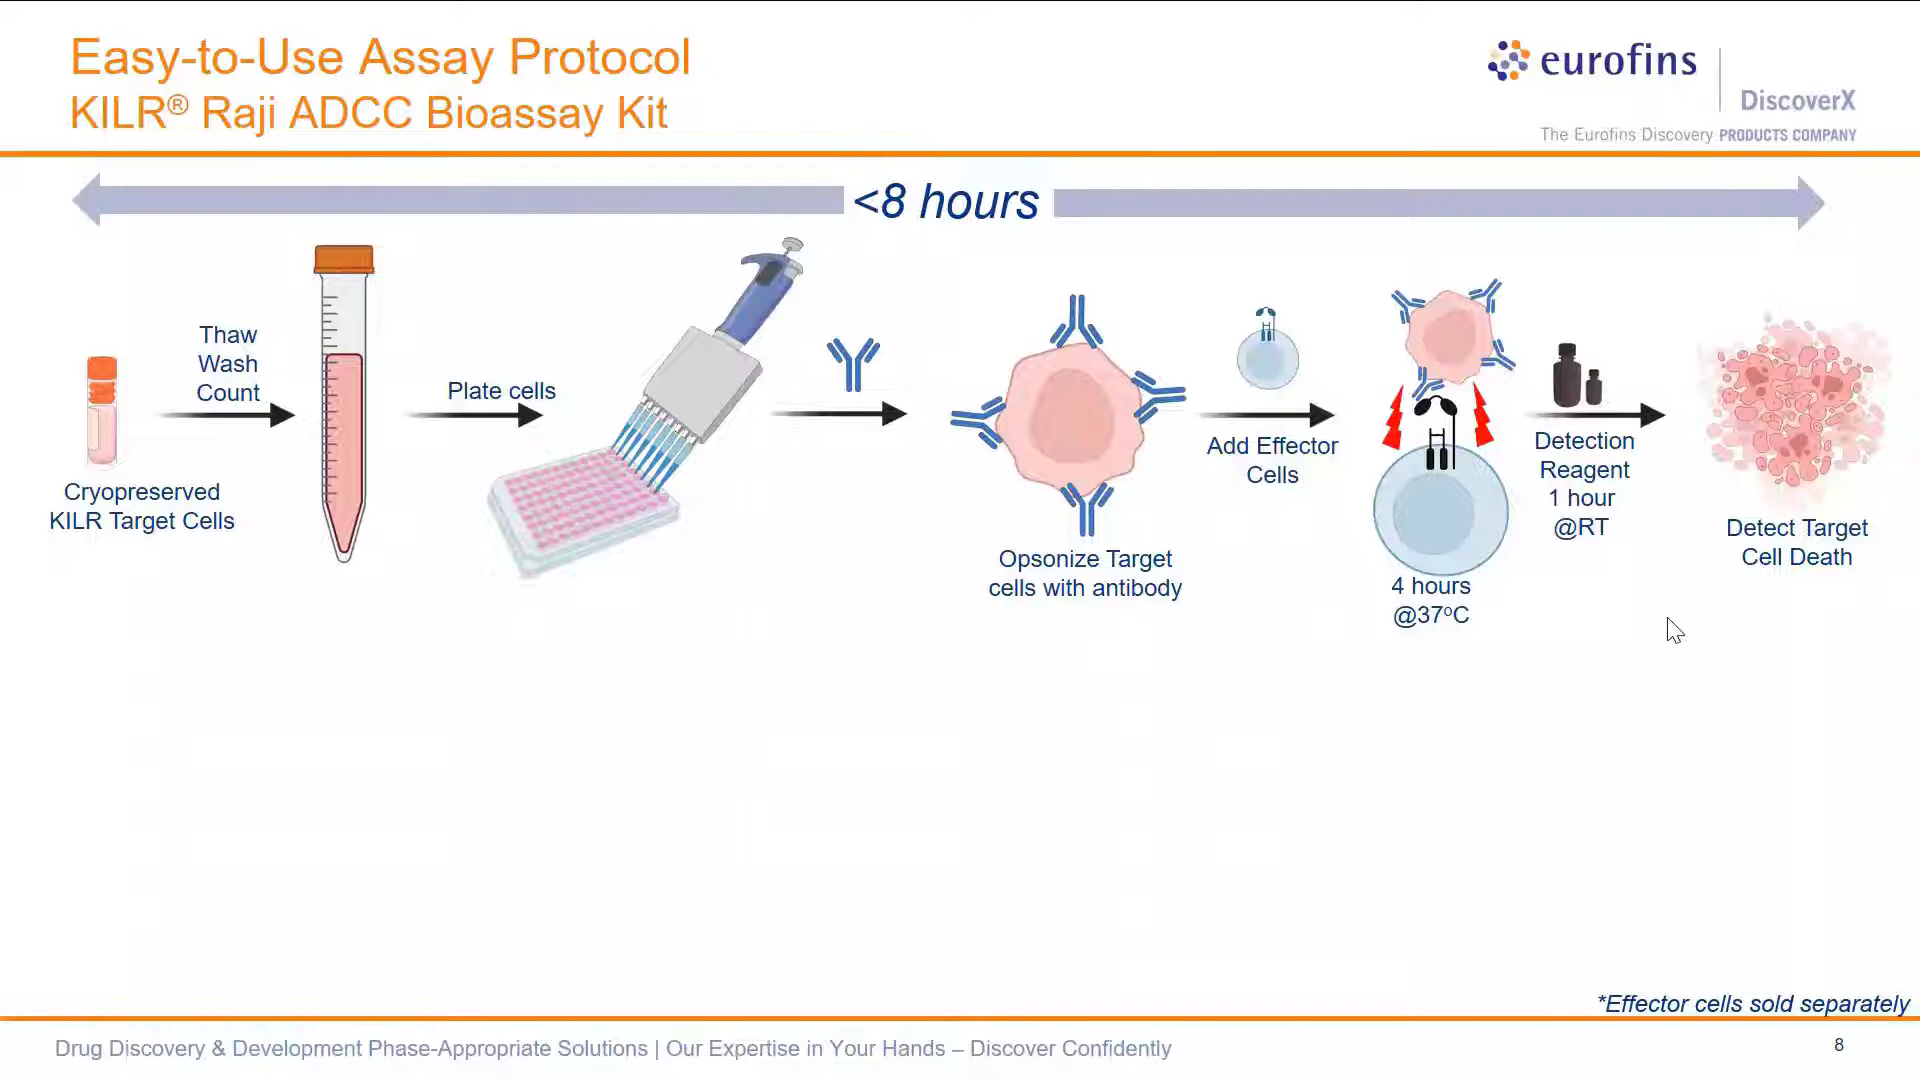 Easy-to-Use Assay Protocol
KILR® Raji ADCC Bioassay Kit
eurofins
DiscoverX
The Eurofins Discovery PRODUCTS COMPANY
<8 hours
Thaw
Wash
Count
Cryopreserved
KILR Target Cells
Plate cells
Opsonize Target
cells with antibody
Add Effector
Cells
4 hours
@37ºC
Detection
Reagent
1 hour
@RT
Detect Target
Cell Death
*Effector cells sold separately
Drug Discovery & Development Phase-Appropriate Solutions | Our Expertise in Your Hands – Discover Confidently
8